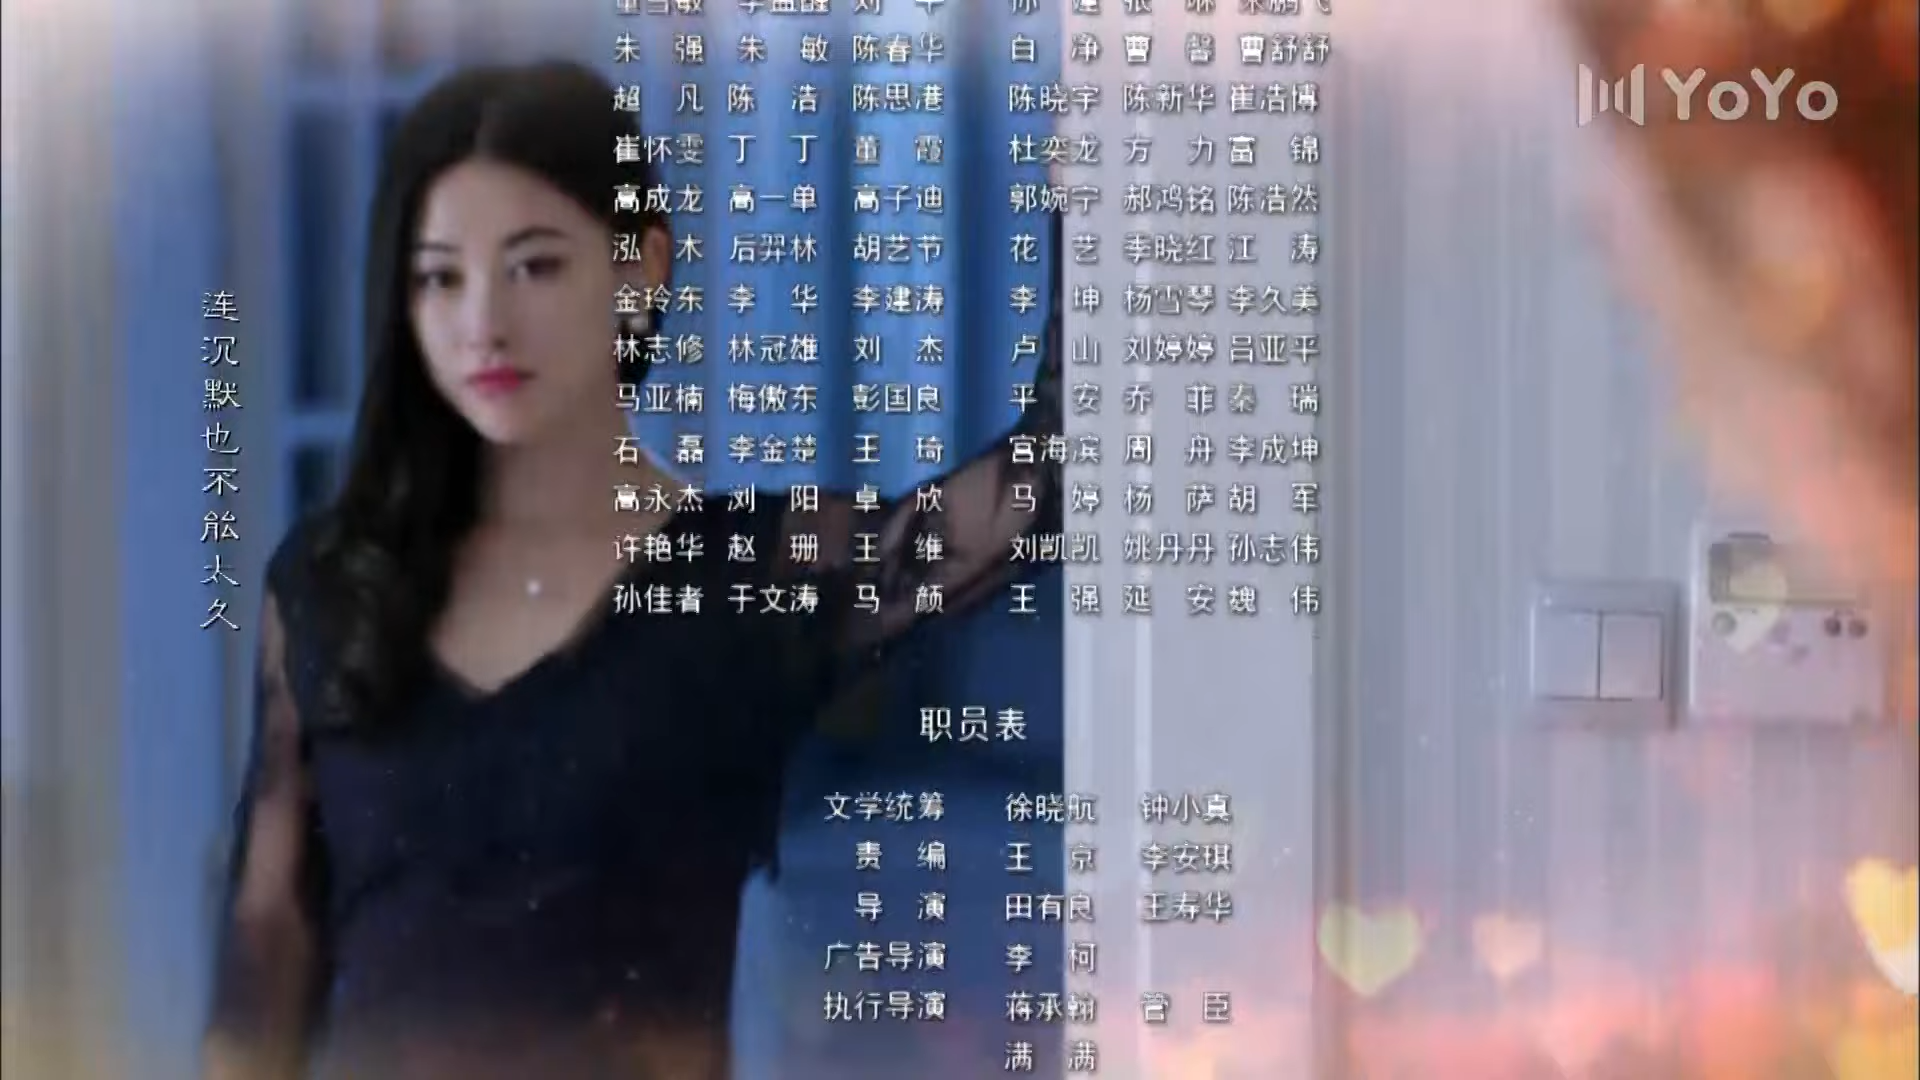 朱强 朱敏 陈春华 白净 曹馨 曹舒舒
超凡 陈浩 陈思港 陈晓宇 陈新华 崔浩博
崔怀雯 丁丁 董霞 杜奕龙 方力 富锦
高成龙 高一单 高子迪 郭婉宁 郝鸿铭 陈浩然
泓木 后羿林 胡艺节 花艺 李晓红 江涛
金玲东 李华 李建涛 李坤 杨雪琴 李久美
林志修 林冠雄 刘杰 卢山 刘婷婷 吕亚平
马亚楠 梅傲东 彭国良 平安 乔菲 秦瑞
石磊 李金楚 王琦 宫海滨 周舟 李成坤
高永杰 浏阳 卓欣 马婷 杨萨 胡军
许艳华 赵珊 王维 刘凯凯 姚丹丹 孙志伟
孙佳者 于文涛 马颜 王强 延安 魏伟
职员表
文学统筹 徐晓航 钟小真
责编 王京 李安琪
导演 田有良 王寿华
广告导演 李柯
执行导演 蒋承翰 管臣
满满
连沉默也不能太久
YoYo